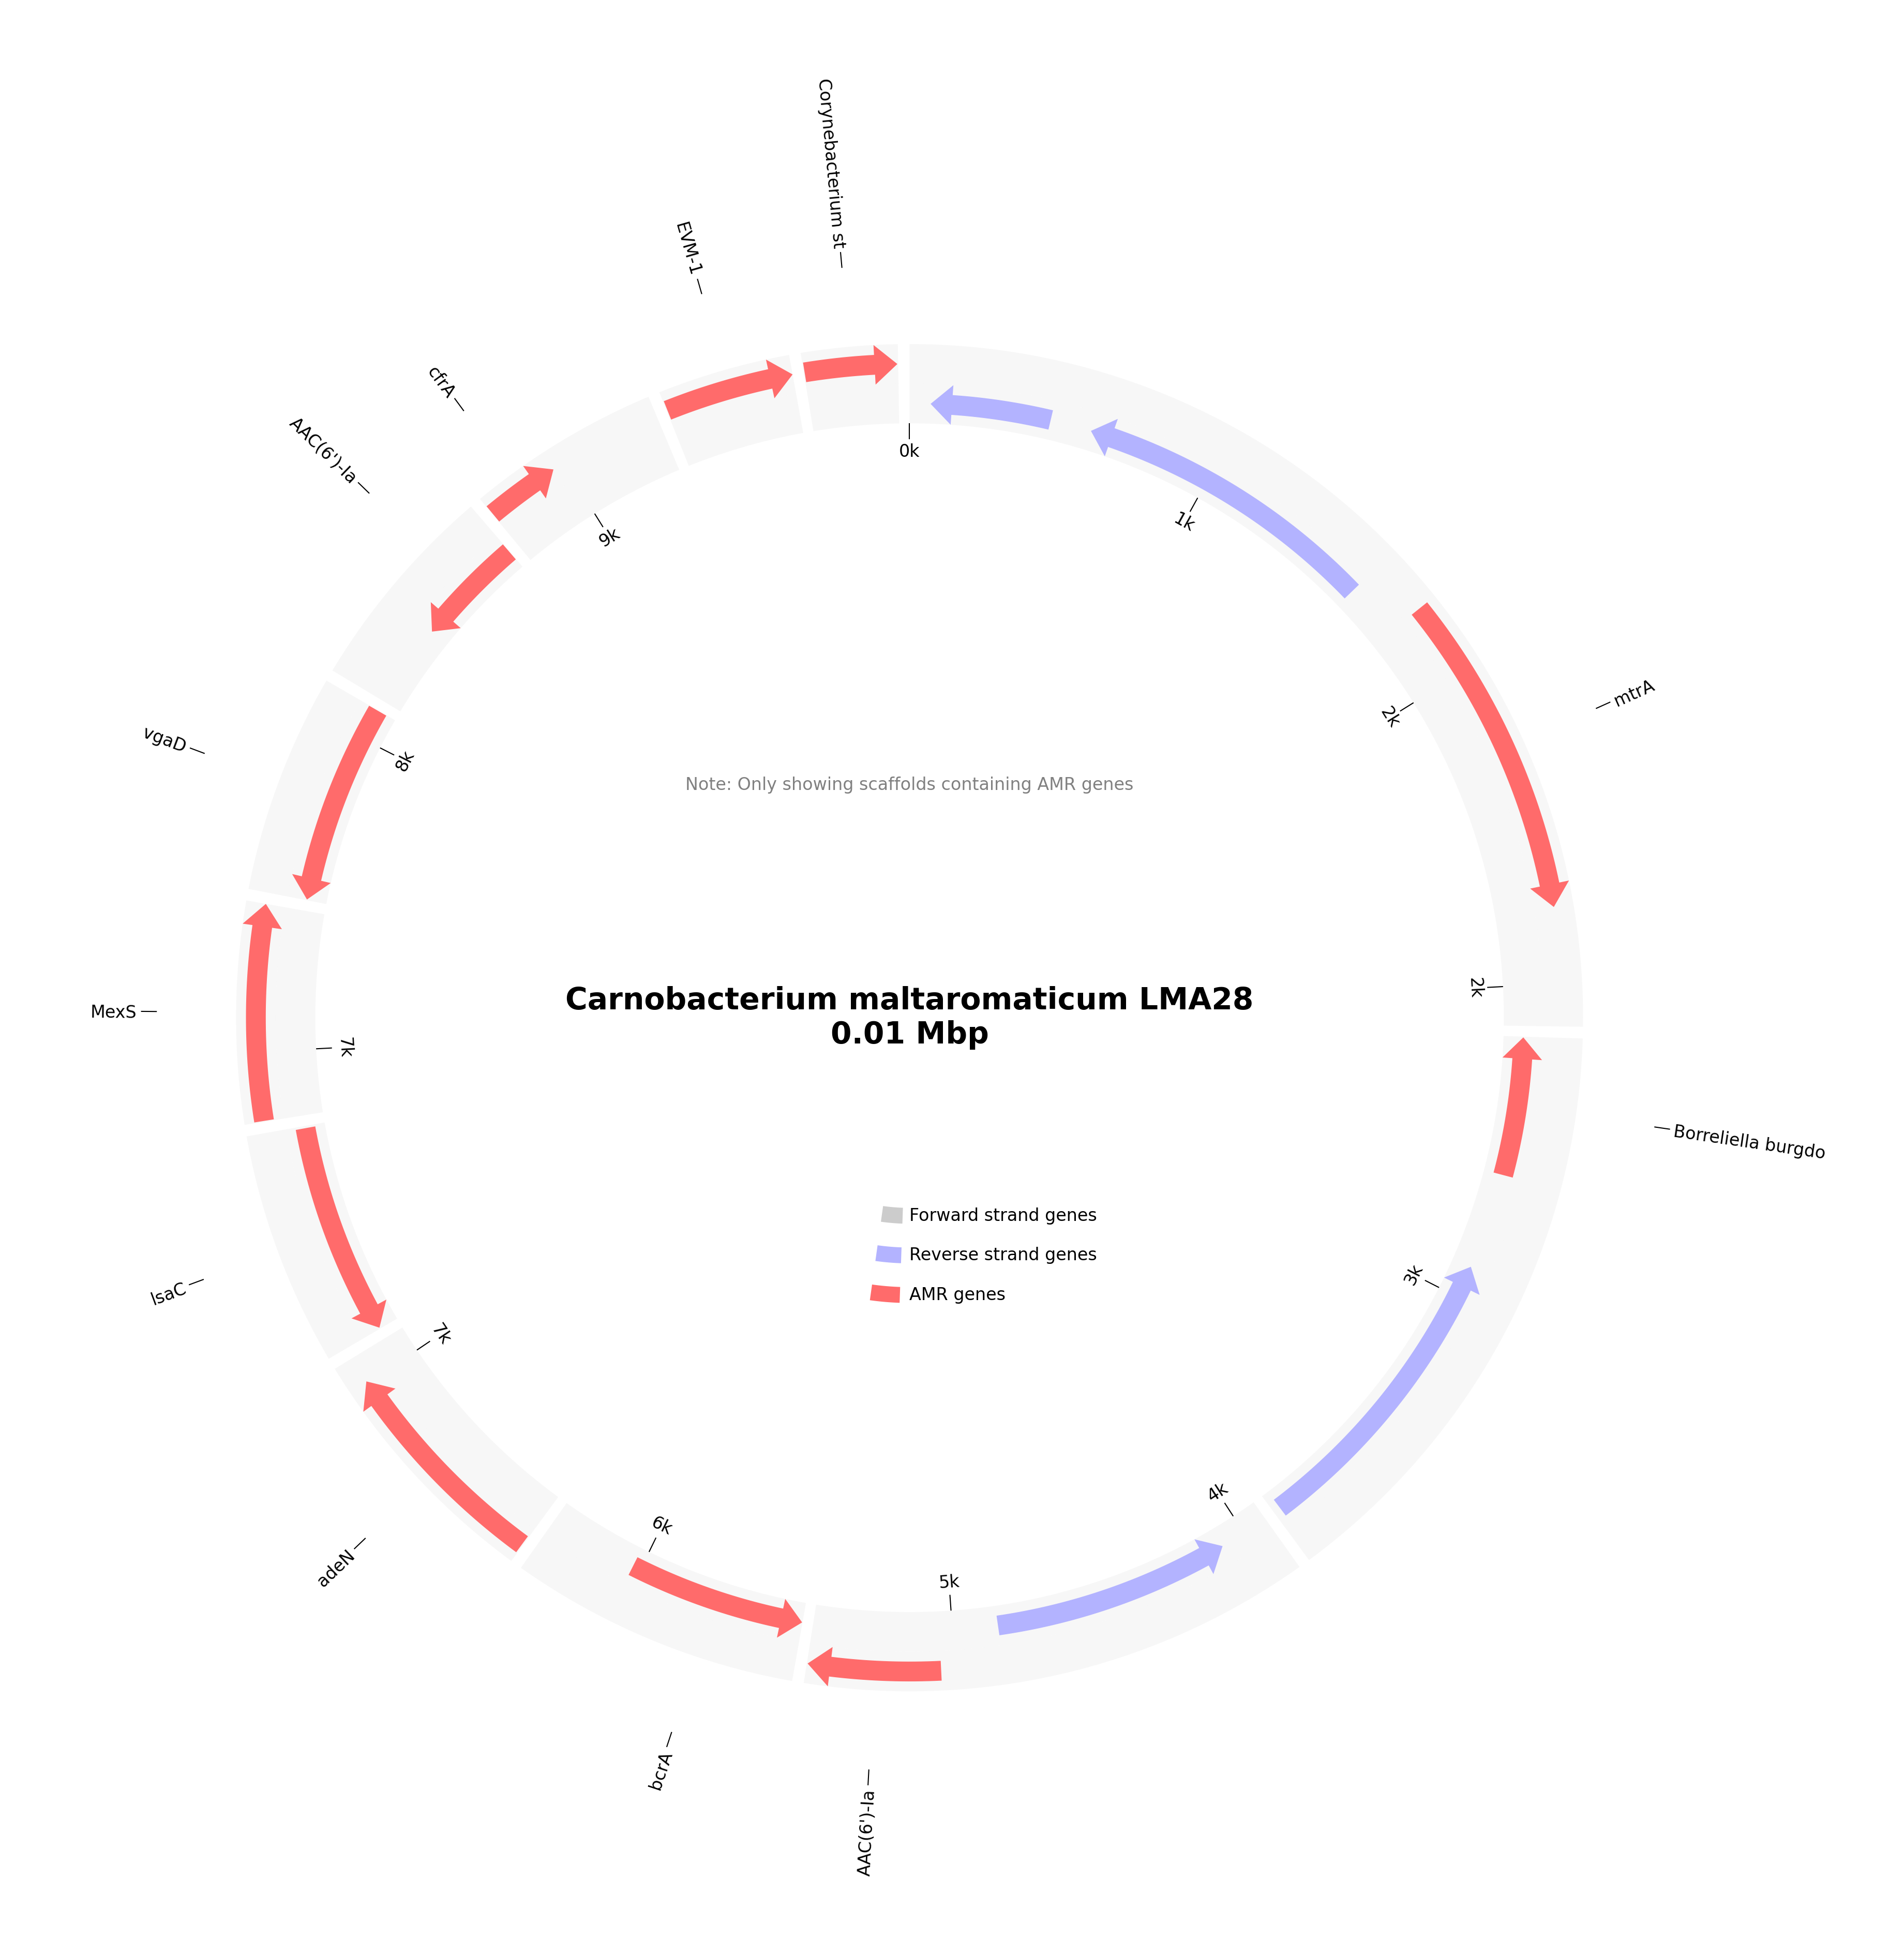 Corynebacterium st
EVM-1
cfrA
AAC(6')-Ia
vgaD
MexS
lsaC
adeN
bcrA
AAC(6')-Ia
Borreliella burgdo
mtrA
0k
1k
2k
2k
3k
4k
5k
6k
7k
7k
8k
9k
Note: Only showing scaffolds containing AMR genes
Carnobacterium maltaromaticum LMA28
0.01 Mbp
Forward strand genes
Reverse strand genes
AMR genes